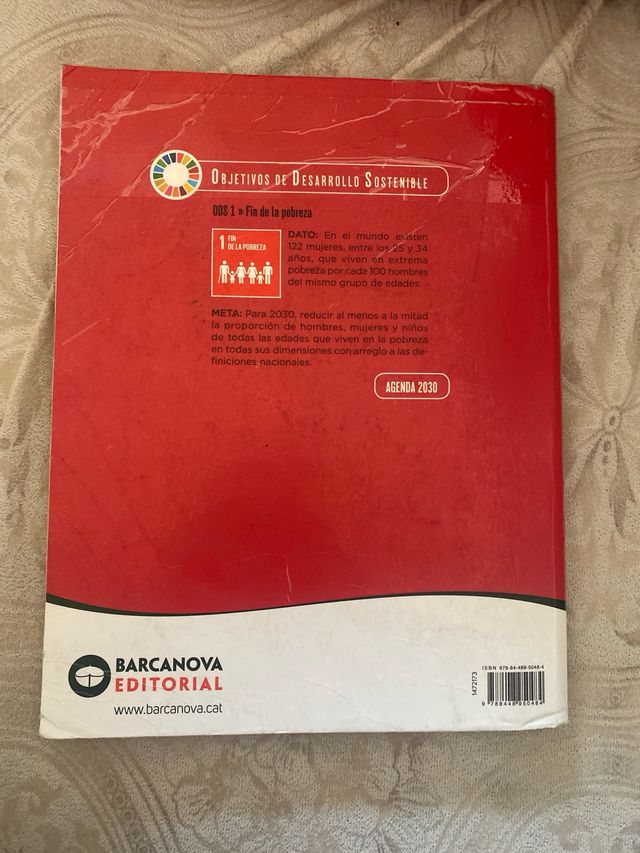 OBJETIVOS DE DESARROLLO SOSTENIBLE
ODS 1 » Fin de la pobreza
1 FIN
DE LA POBREZA
DATO: En el mundo existen
122 mujeres, entre los 25 y 34
años, que viven en extrema
pobreza por cada 100 hombres
del mismo grupo de edades.
META: Para 2030, reducir al menos a la mitad
la proporción de hombres, mujeres y niños
de todas las edades que viven en la pobreza
en todas sus dimensiones con arreglo a las de-
finiciones nacionales.
AGENDA 2030
BARCANOVA
EDITORIAL
www.barcanova.cat
1472173
ISBN 978-84-489-5048-4
9 788448 950484